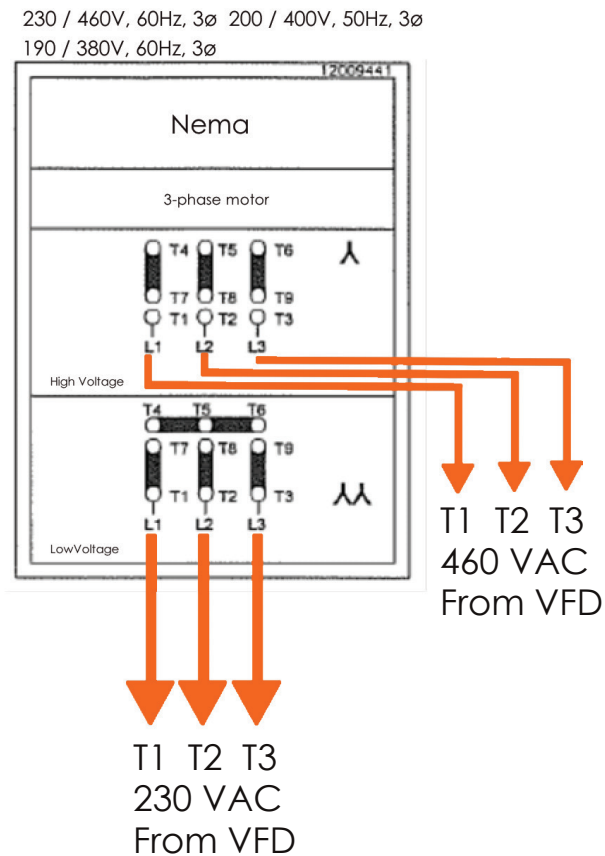 230 / 460V, 60Hz, 3ø 200 / 400V, 50Hz, 3ø
190 / 380V, 60Hz, 3ø
12009441
Nema
3-phase motor
T4 T5 T6
T7 T8 T9
T1 T2 T3
L1 L2 L3
High Voltage
T4 T5 T6
T7 T8 T9
T1 T2 T3
L1 L2 L3
LowVoltage
T1 T2 T3
460 VAC
From VFD
T1 T2 T3
230 VAC
From VFD